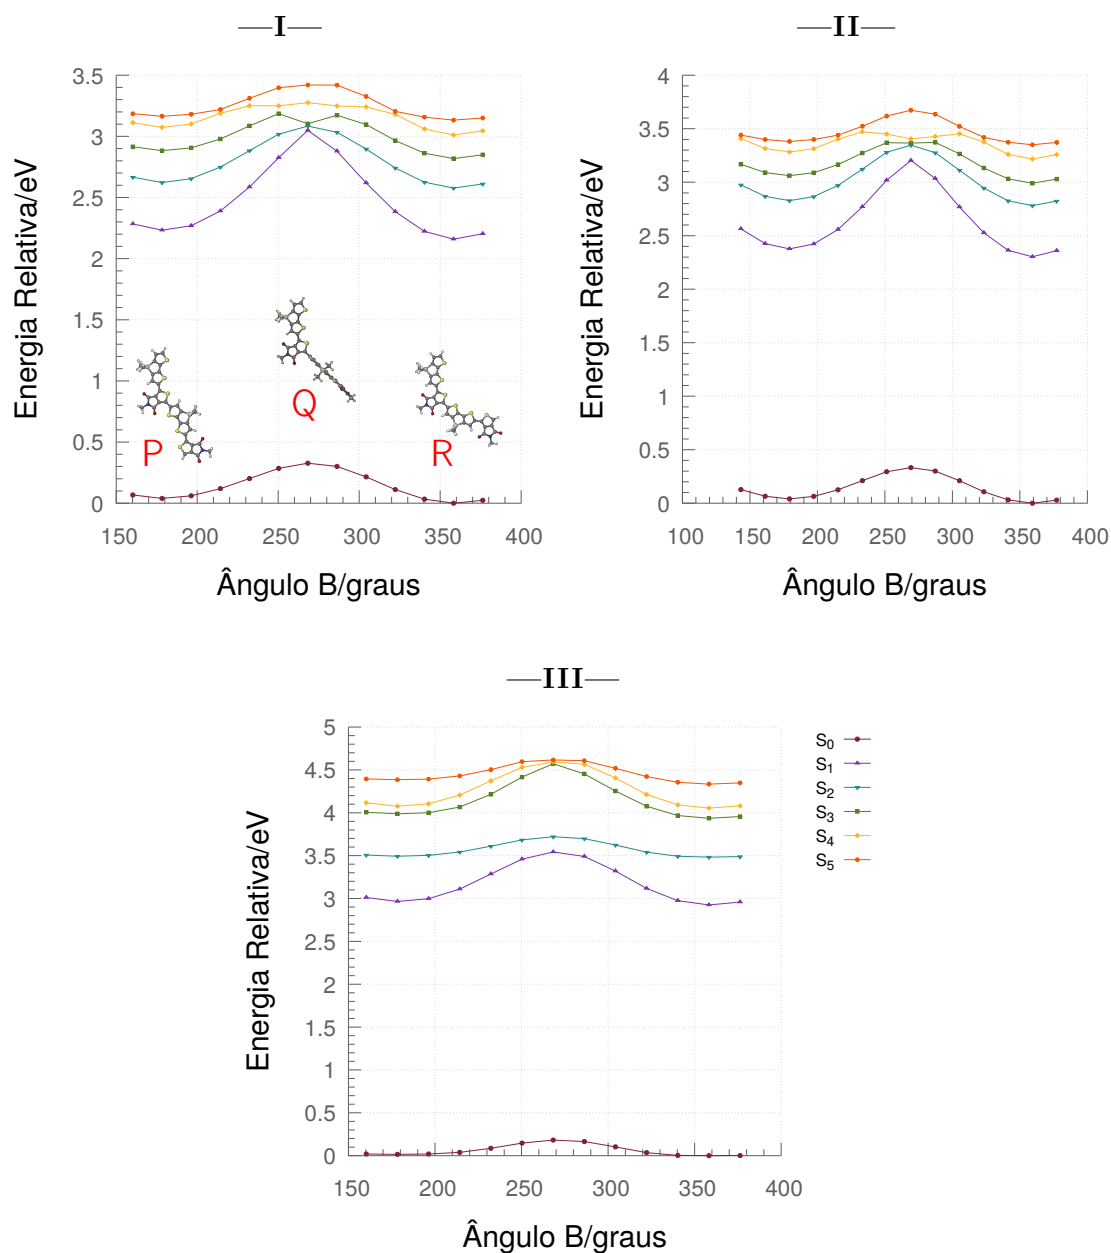 —I—
3.5
3
2.5
2
1.5
1
0.5
0
150 200 250 300 350 400
Energia Relativa/eV
Ângulo B/graus
P
Q
R
—II—
4
3.5
3
2.5
2
1.5
1
0.5
0
100 150 200 250 300 350 400
Energia Relativa/eV
Ângulo B/graus
—III—
5
4.5
4
3.5
3
2.5
2
1.5
1
0.5
0
150 200 250 300 350 400
Energia Relativa/eV
Ângulo B/graus
S0
S1
S2
S3
S4
S5